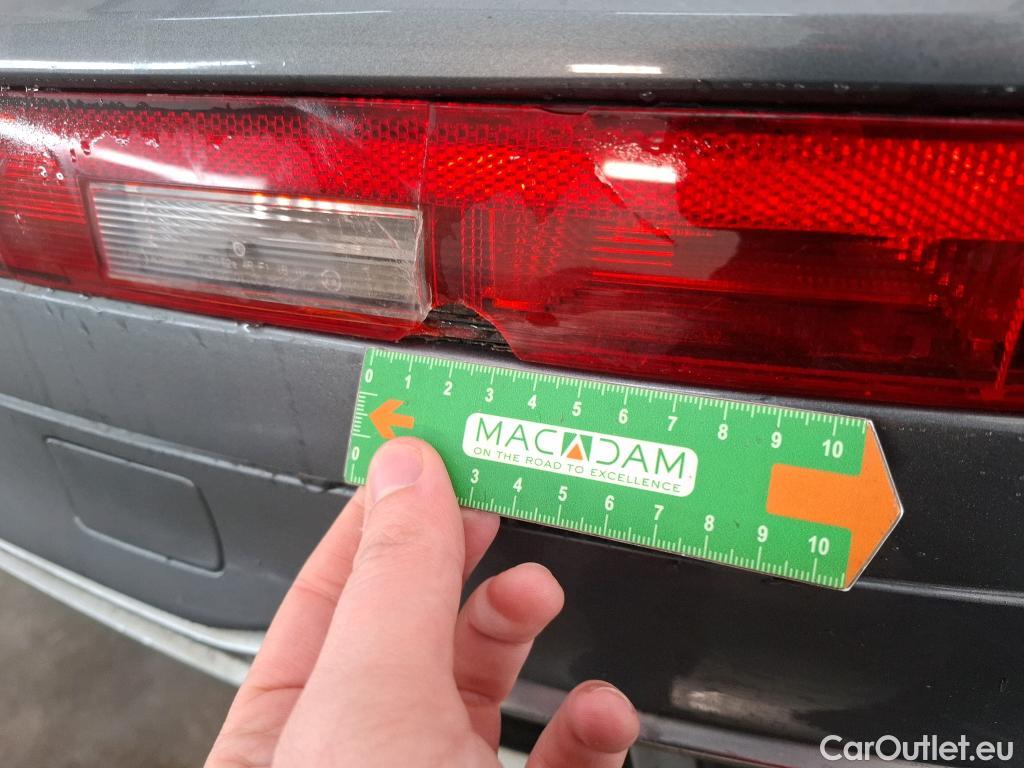 0 1 2 3 4 5 6 7 8 9 10
MACADAM
ON THE ROAD TO EXCELLENCE
0 3 4 5 6 7 8 9 10
CarOutlet.eu